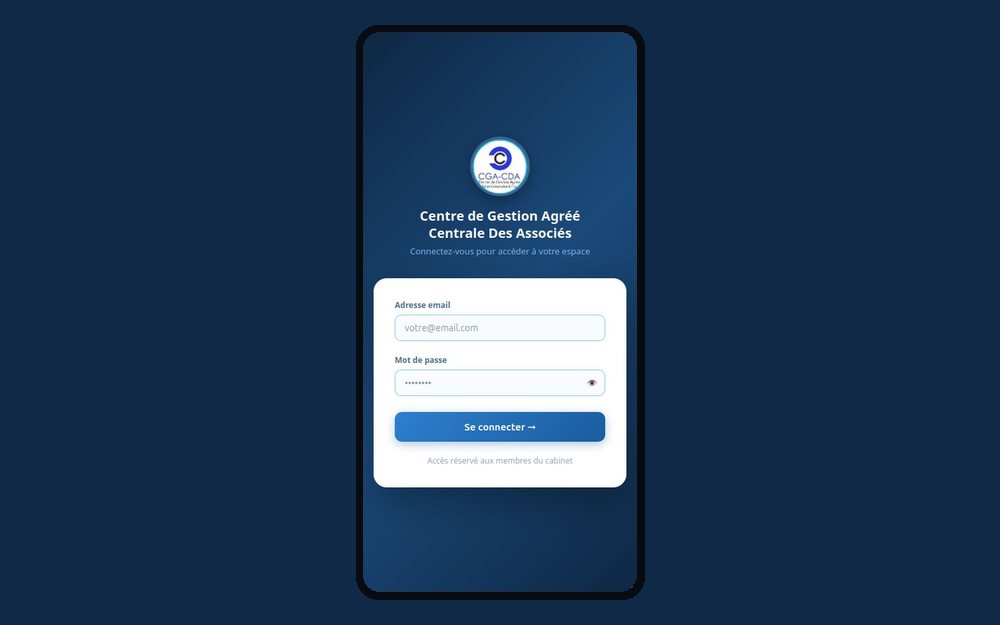 CGA-CDA
Centre de Gestion Agréé
Centrale Des Associés
Connectez-vous pour accéder à votre espace
Adresse email
votre@email.com
Mot de passe
••••••••
Se connecter →
Accès réservé aux membres du cabinet